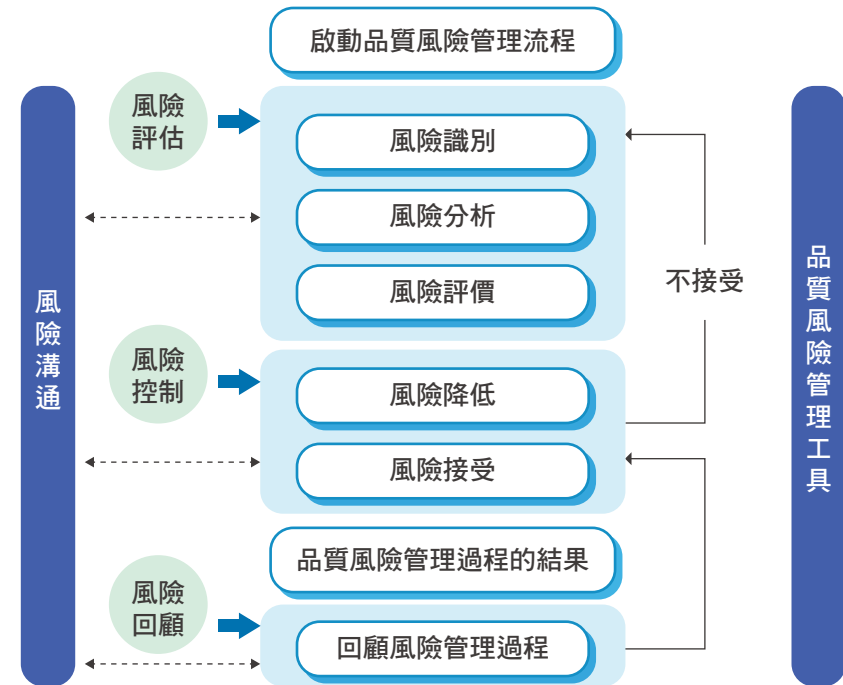 啟動品質風險管理流程
風險
評估
風險識別
風險分析
風險評價
不接受
風險溝通
品質風險管理工具
風險
控制
風險降低
風險接受
品質風險管理過程的結果
風險
回顧
回顧風險管理過程